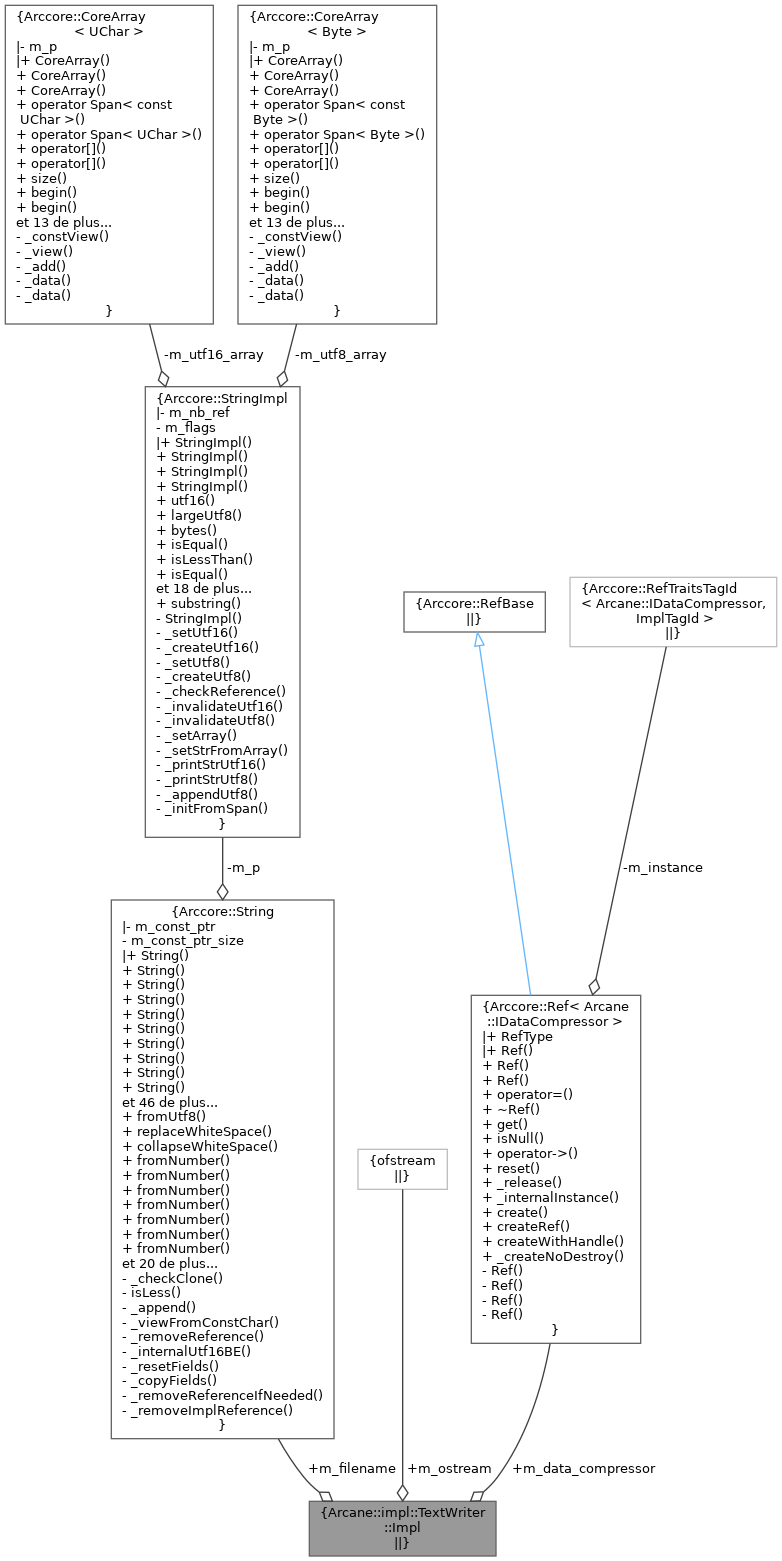 {Arccore::CoreArray
< UChar >
|- m_p
|+ CoreArray()
+ CoreArray()
+ CoreArray()
+ operator Span< const
UChar >()
+ operator Span< UChar >()
+ operator[]()
+ operator[]()
+ size()
+ begin()
+ begin()
et 13 de plus...
- _constView()
- _view()
- _add()
- _data()
- _data()
}
{Arccore::CoreArray
< Byte >
|- m_p
|+ CoreArray()
+ CoreArray()
+ CoreArray()
+ operator Span< const
Byte >()
+ operator Span< Byte >()
+ operator[]()
+ operator[]()
+ size()
+ begin()
+ begin()
et 13 de plus...
- _constView()
- _view()
- _add()
- _data()
- _data()
}
-m_utf16_array
-m_utf8_array
{Arccore::StringImpl
|- m_nb_ref
- m_flags
|+ StringImpl()
+ StringImpl()
+ StringImpl()
+ StringImpl()
+ utf16()
+ largeUtf8()
+ bytes()
+ isEqual()
+ isLessThan()
+ isEqual()
et 18 de plus...
+ substring()
- StringImpl()
- _setUtf16()
- _createUtf16()
- _setUtf8()
- _createUtf8()
- _checkReference()
- _invalidateUtf16()
- _invalidateUtf8()
- _setArray()
- _setStrFromArray()
- _printStrUtf16()
- _printStrUtf8()
- _appendUtf8()
- _initFromSpan()
}
{Arccore::RefBase
||}
{Arccore::RefTraitsTagId
< Arcane::IDataCompressor,
ImplTagId >
||}
-m_p
-m_instance
{Arccore::String
|- m_const_ptr
- m_const_ptr_size
|+ String()
+ String()
+ String()
+ String()
+ String()
+ String()
+ String()
+ String()
+ String()
+ String()
et 46 de plus...
+ fromUtf8()
+ replaceWhiteSpace()
+ collapseWhiteSpace()
+ fromNumber()
+ fromNumber()
+ fromNumber()
+ fromNumber()
+ fromNumber()
+ fromNumber()
+ fromNumber()
et 20 de plus...
- _checkClone()
- isLess()
- _append()
- _viewFromConstChar()
- _removeReference()
- _internalUtf16BE()
- _resetFields()
- _copyFields()
- _removeReferenceIfNeeded()
- _removeImplReference()
}
{ofstream
||}
{Arccore::Ref< Arcane
::IDataCompressor >
|+ RefType
|+ Ref()
+ Ref()
+ Ref()
+ operator=()
+ ~Ref()
+ get()
+ isNull()
+ operator->()
+ reset()
+ _release()
+ _internalInstance()
+ create()
+ createRef()
+ createWithHandle()
+ _createNoDestroy()
- Ref()
- Ref()
- Ref()
- Ref()
}
+m_filename
+m_ostream
+m_data_compressor
{Arcane::impl::TextWriter
::Impl
||}